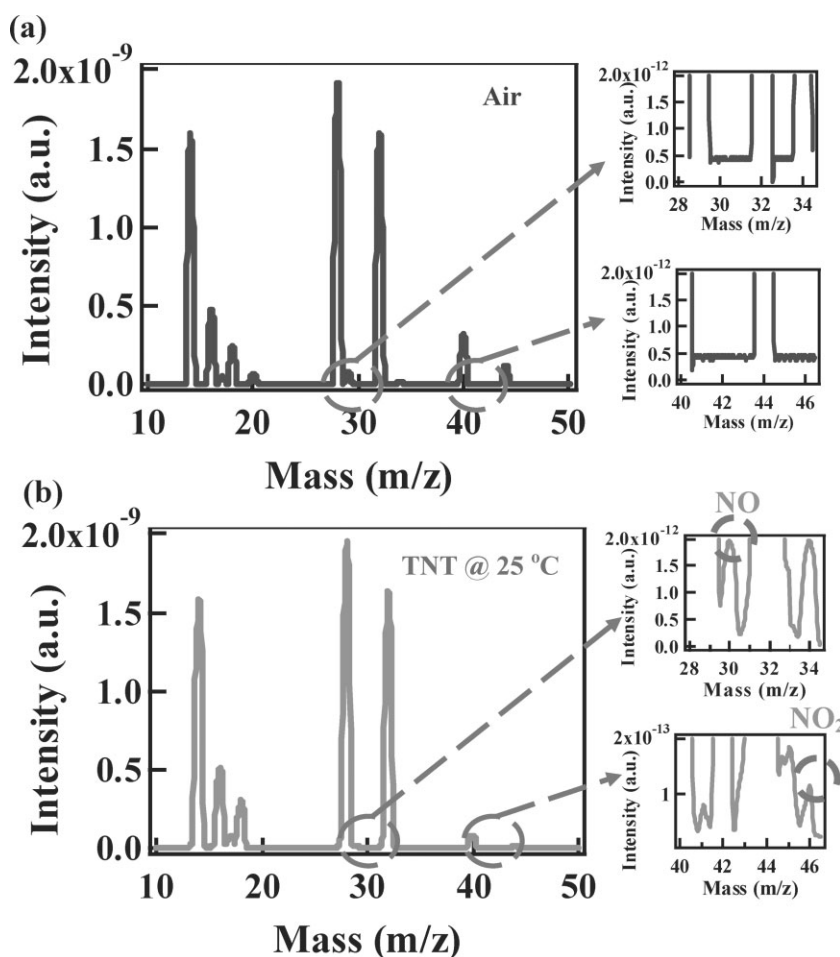 (a)
2.0x10⁻⁹
1.5
1.0
0.5
0.0
Intensity (a.u.)
Air
10 20 30 40 50
Mass (m/z)
2.0x10⁻¹²
1.5
1.0
0.5
0.0
Intensity (a.u.)
28 30 32 34
Mass (m/z)
2.0x10⁻¹²
1.5
1.0
0.5
0.0
Intensity (a.u.)
40 42 44 46
Mass (m/z)
(b)
2.0x10⁻⁹
1.5
1.0
0.5
0.0
Intensity (a.u.)
TNT @ 25 °C
10 20 30 40 50
Mass (m/z)
NO
2.0x10⁻¹²
1.5
1.0
0.5
0.0
Intensity (a.u.)
28 30 32 34
Mass (m/z)
NO₂
2x10⁻¹³
1
Intensity (a.u.)
40 42 44 46
Mass (m/z)